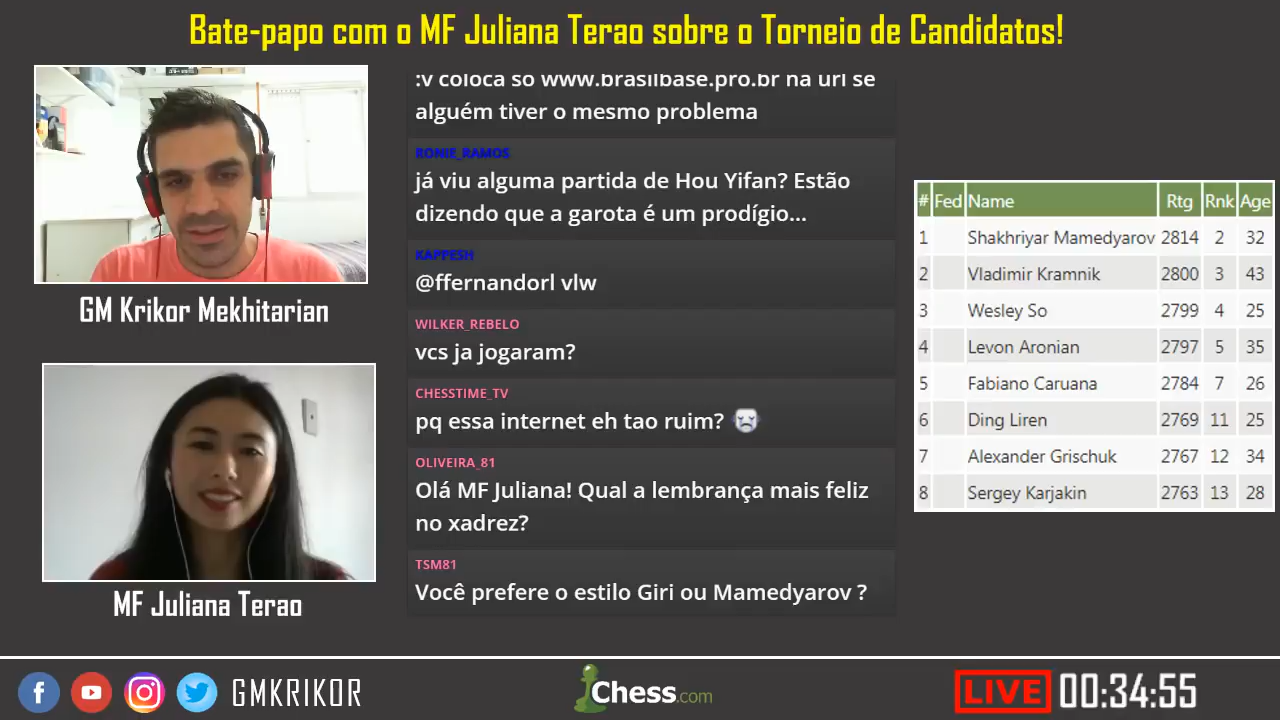 Bate-papo com o MF Juliana Terao sobre o Torneio de Candidatos!
GM Krikor Mekhitarian
MF Juliana Terao
:v coloca so www.brasilbase.pro.br na url se
alguém tiver o mesmo problema
RONIE_RAMOS
já viu alguma partida de Hou Yifan? Estão
dizendo que a garota é um prodígio...
KAPPESH
@ffernandorl vlw
WILKER_REBELO
vcs ja jogaram?
CHESSTIME_TV
pq essa internet eh tao ruim?
OLIVEIRA_81
Olá MF Juliana! Qual a lembrança mais feliz
no xadrez?
TSM81
Você prefere o estilo Giri ou Mamedyarov ?
# Fed Name Rtg Rnk Age
1 Shakhriyar Mamedyarov 2814 2 32
2 Vladimir Kramnik 2800 3 43
3 Wesley So 2799 4 25
4 Levon Aronian 2797 5 35
5 Fabiano Caruana 2784 7 26
6 Ding Liren 2769 11 25
7 Alexander Grischuk 2767 12 34
8 Sergey Karjakin 2763 13 28
GMKRIKOR
Chess.com
LIVE 00:34:55